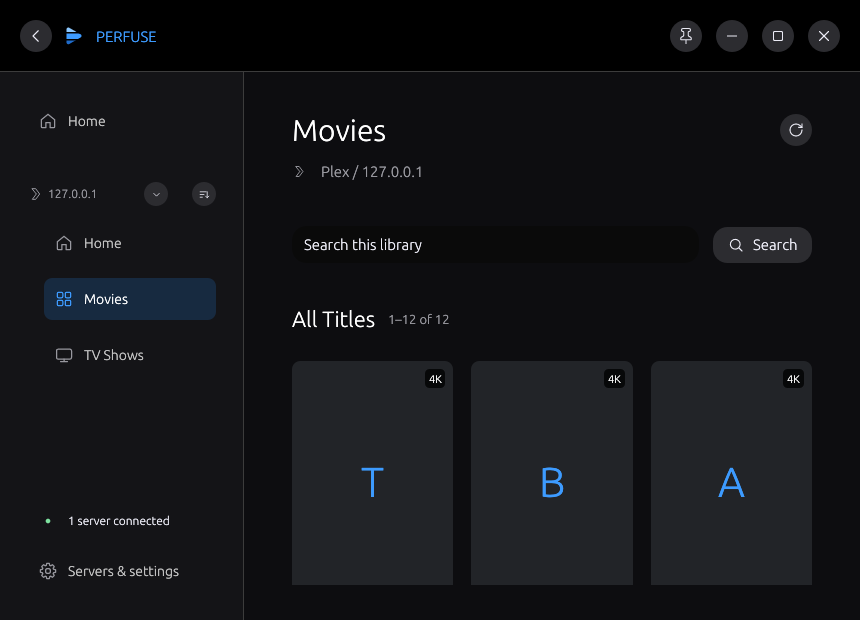 PERFUSE
Home
127.0.0.1
Home
Movies
TV Shows
1 server connected
Servers & settings
Movies
Plex / 127.0.0.1
Search this library
Search
All Titles 1–12 of 12
4K 4K 4K
T B A